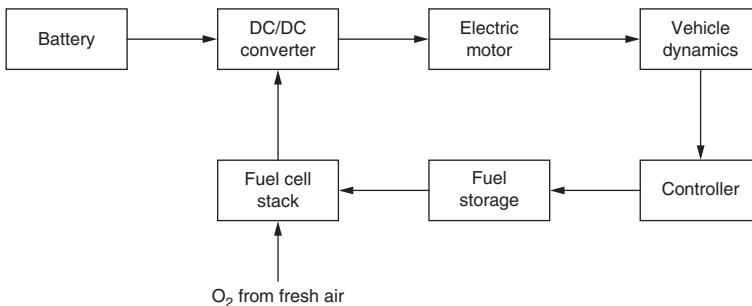 Battery
DC/DC
converter
Electric
motor
Vehicle
dynamics
Fuel cell
stack
Fuel
storage
Controller
O₂ from fresh air